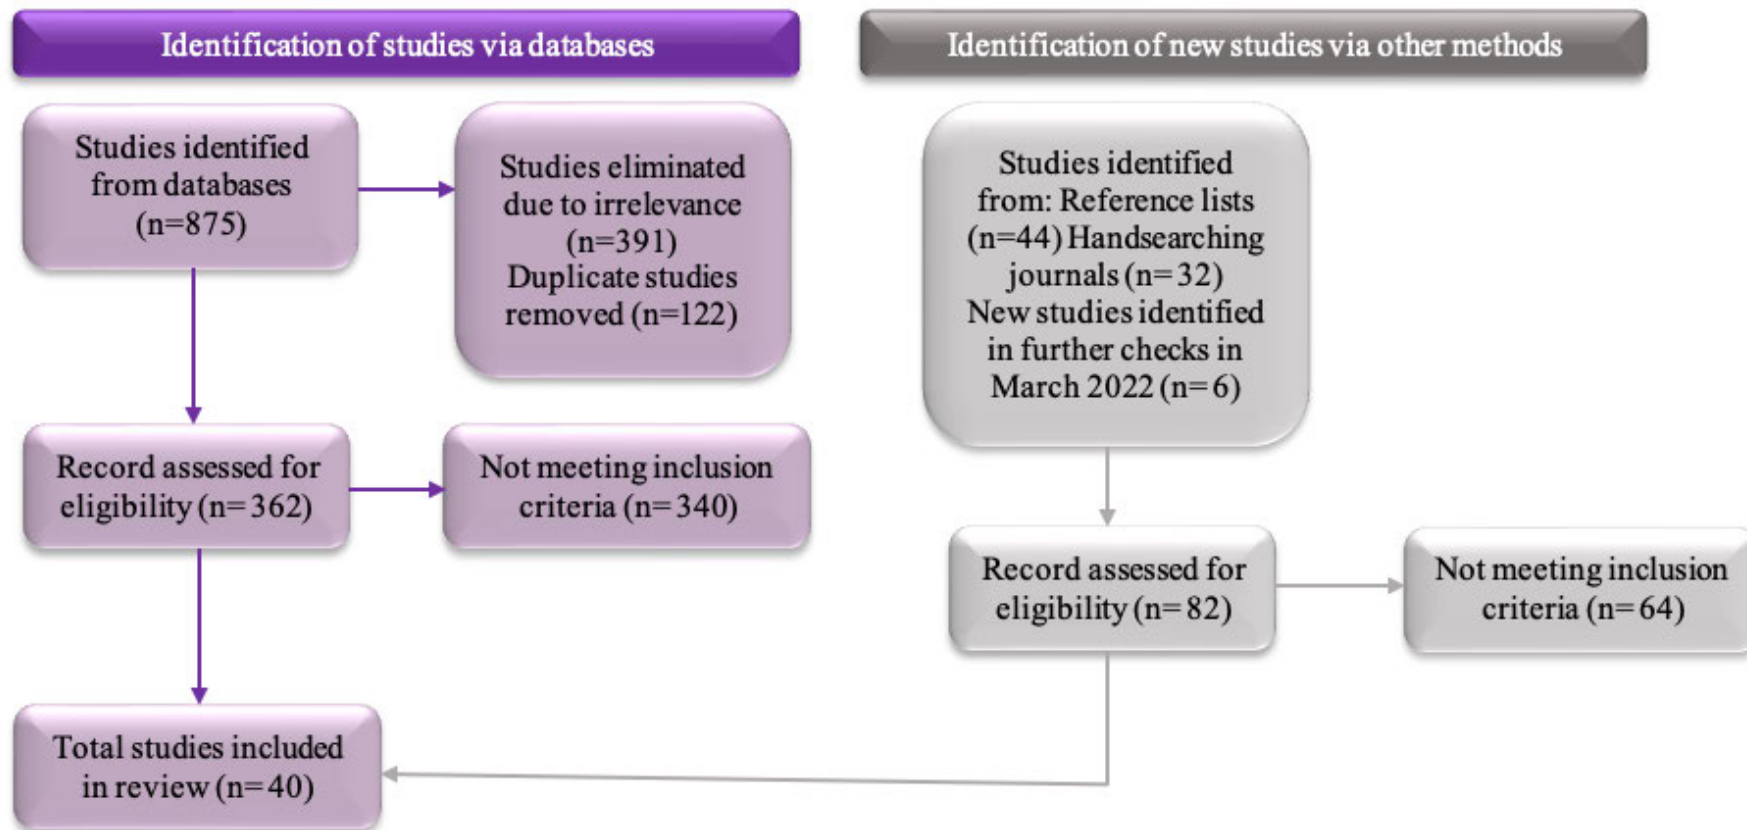 Identification of studies via databases
Studies identified
from databases
(n=875)
Studies eliminated
due to irrelevance
(n=391)
Duplicate studies
removed (n=122)
Record assessed for
eligibility (n=362)
Not meeting inclusion
criteria (n=340)
Total studies included
in review (n=40)
Identification of new studies via other methods
Studies identified
from: Reference lists
(n=44) Handsearching
journals (n=32)
New studies identified
in further checks in
March 2022 (n=6)
Record assessed for
eligibility (n=82)
Not meeting inclusion
criteria (n=64)